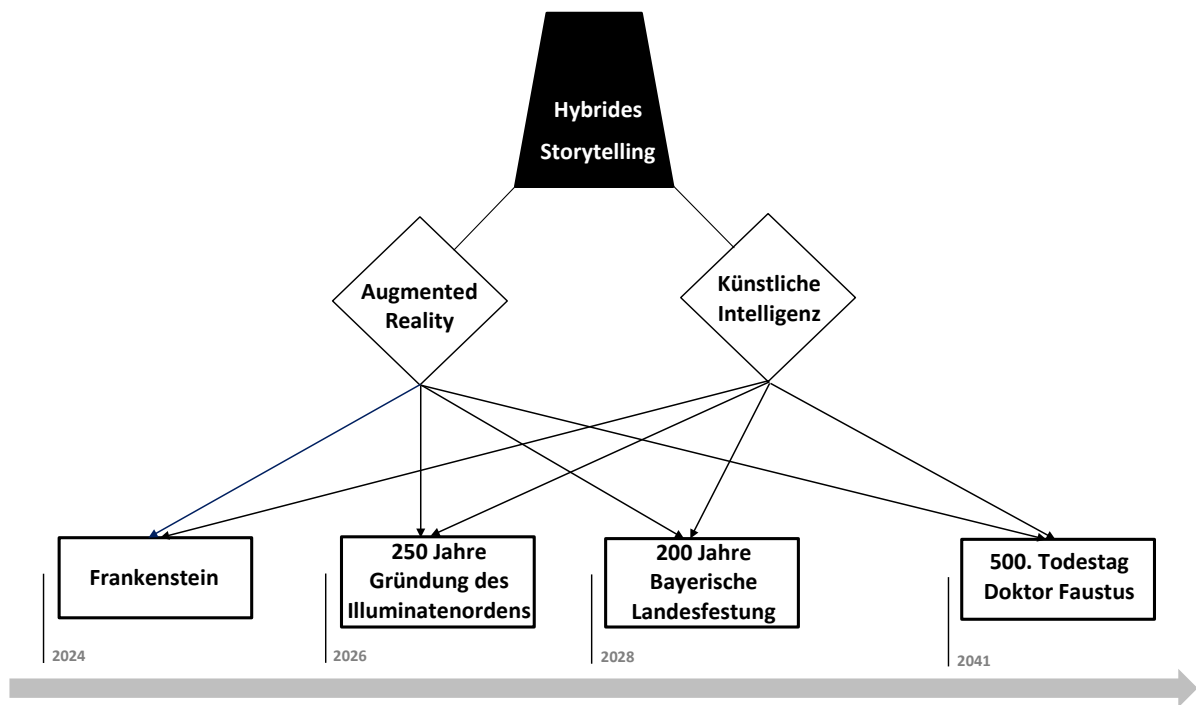 Hybrides
Storytelling
Augmented
Reality
Künstliche
Intelligenz
Frankenstein
250 Jahre
Gründung des
Illuminatenordens
200 Jahre
Bayerische
Landesfestung
500. Todestag
Doktor Faustus
2024
2026
2028
2041